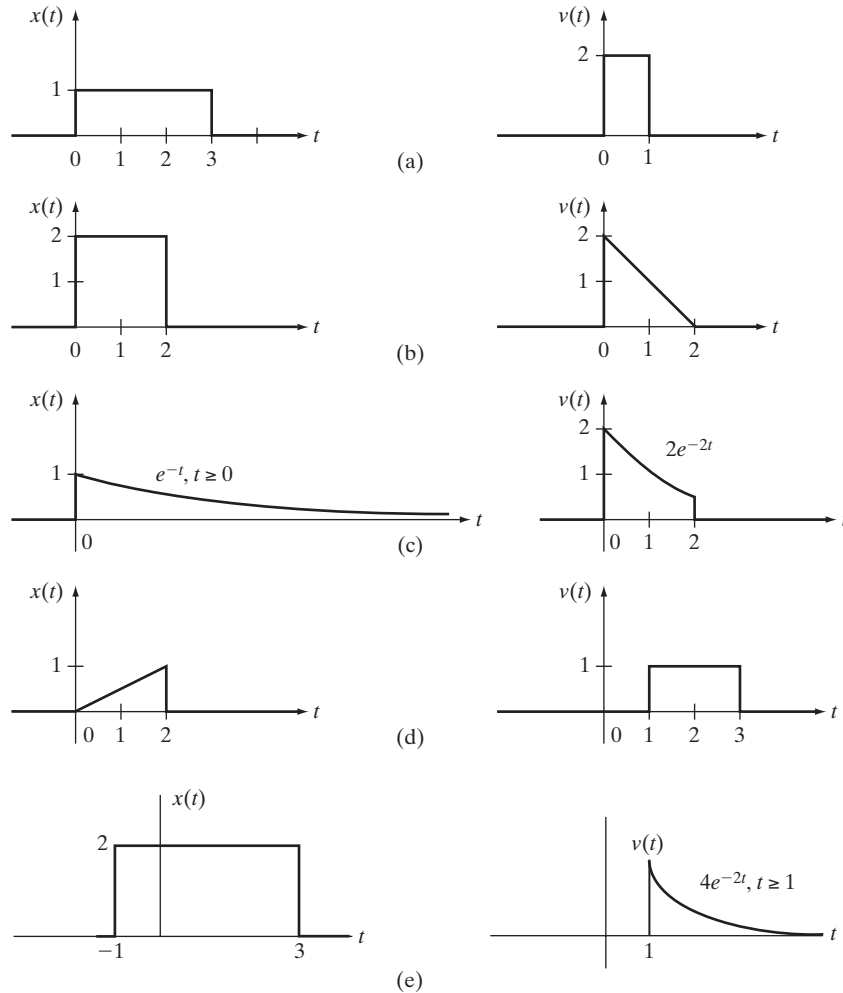 x(t)
v(t)
2
1
t
t
0 1 2 3
0 1
(a)
x(t)
v(t)
2
2
1
1
t
t
0 1 2
0 1 2
(b)
x(t)
v(t)
2
2e⁻²ᵗ
1
e⁻ᵗ, t ≥ 0
1
t
t
0
0 1 2
(c)
x(t)
v(t)
1
1
t
t
0 1 2
0 1 2 3
(d)
x(t)
2
v(t)
4e⁻²ᵗ, t ≥ 1
t
t
−1 3
1
(e)